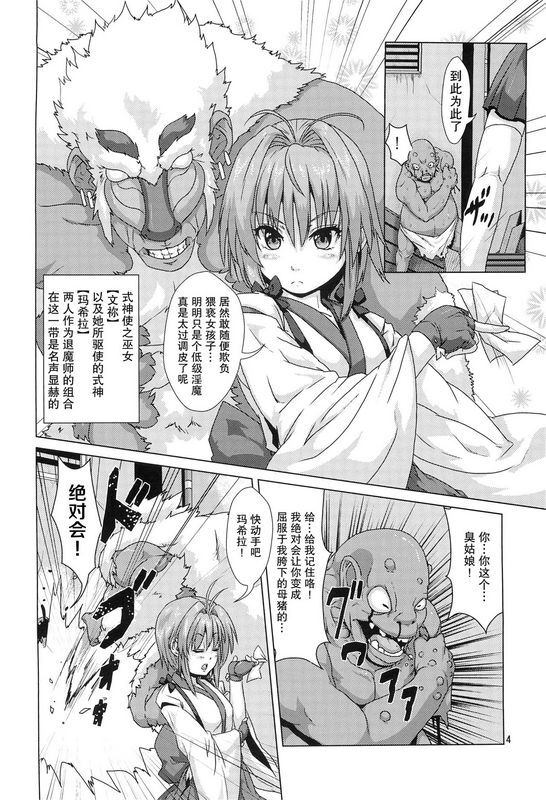 到此为此了
！
居然敢随便欺负
猥亵女孩子…
明明只是个低级淫魔
真是太过调皮了呢
式神使之巫女
【文祢】
以及她所驱使的式神
【玛希拉】
两人作为退魔师的组合
在这一带是名声显赫的
你…你这个…
臭姑娘！
给…给我记住咯！
我绝对会让你变成
屈服于我胯下的母猪的…
快动手吧
玛希拉！
绝对会！
4